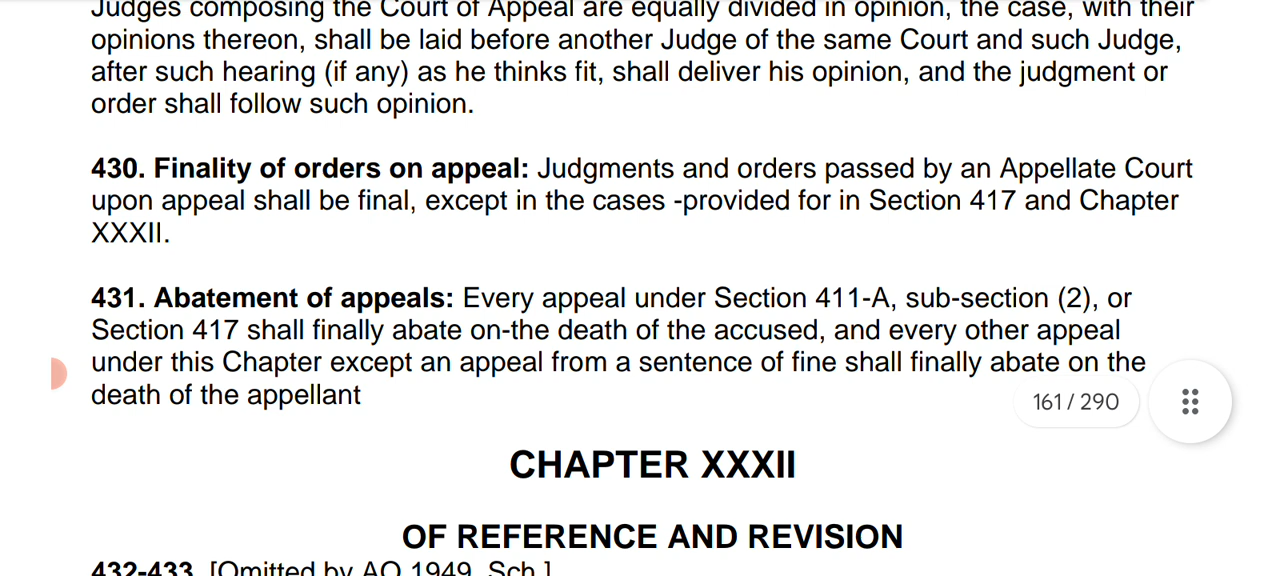 Judges composing the Court of Appeal are equally divided in opinion, the case, with their
opinions thereon, shall be laid before another Judge of the same Court and such Judge,
after such hearing (if any) as he thinks fit, shall deliver his opinion, and the judgment or
order shall follow such opinion.
430. Finality of orders on appeal: Judgments and orders passed by an Appellate Court
upon appeal shall be final, except in the cases -provided for in Section 417 and Chapter
XXXII.
431. Abatement of appeals: Every appeal under Section 411-A, sub-section (2), or
Section 417 shall finally abate on-the death of the accused, and every other appeal
under this Chapter except an appeal from a sentence of fine shall finally abate on the
death of the appellant
161 / 290
CHAPTER XXXII
OF REFERENCE AND REVISION
432-433. [Omitted by AO 1949, Sch.]